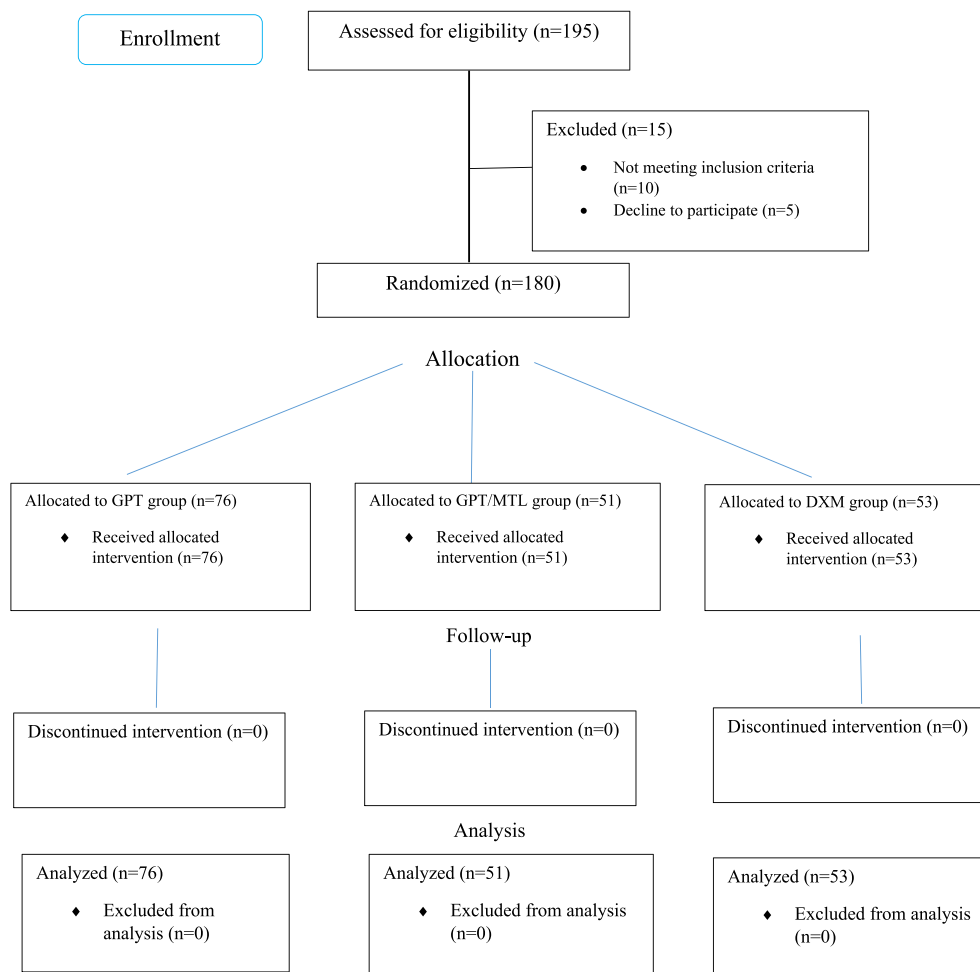 Enrollment
Assessed for eligibility (n=195)
Excluded (n=15)
• Not meeting inclusion criteria
(n=10)
• Decline to participate (n=5)
Randomized (n=180)
Allocation
Allocated to GPT group (n=76)
♦ Received allocated
intervention (n=76)
Allocated to GPT/MTL group (n=51)
♦ Received allocated
intervention (n=51)
Allocated to DXM group (n=53)
♦ Received allocated
intervention (n=53)
Follow-up
Discontinued intervention (n=0)
Discontinued intervention (n=0)
Discontinued intervention (n=0)
Analysis
Analyzed (n=76)
♦ Excluded from
analysis (n=0)
Analyzed (n=51)
♦ Excluded from analysis
(n=0)
Analyzed (n=53)
♦ Excluded from analysis
(n=0)